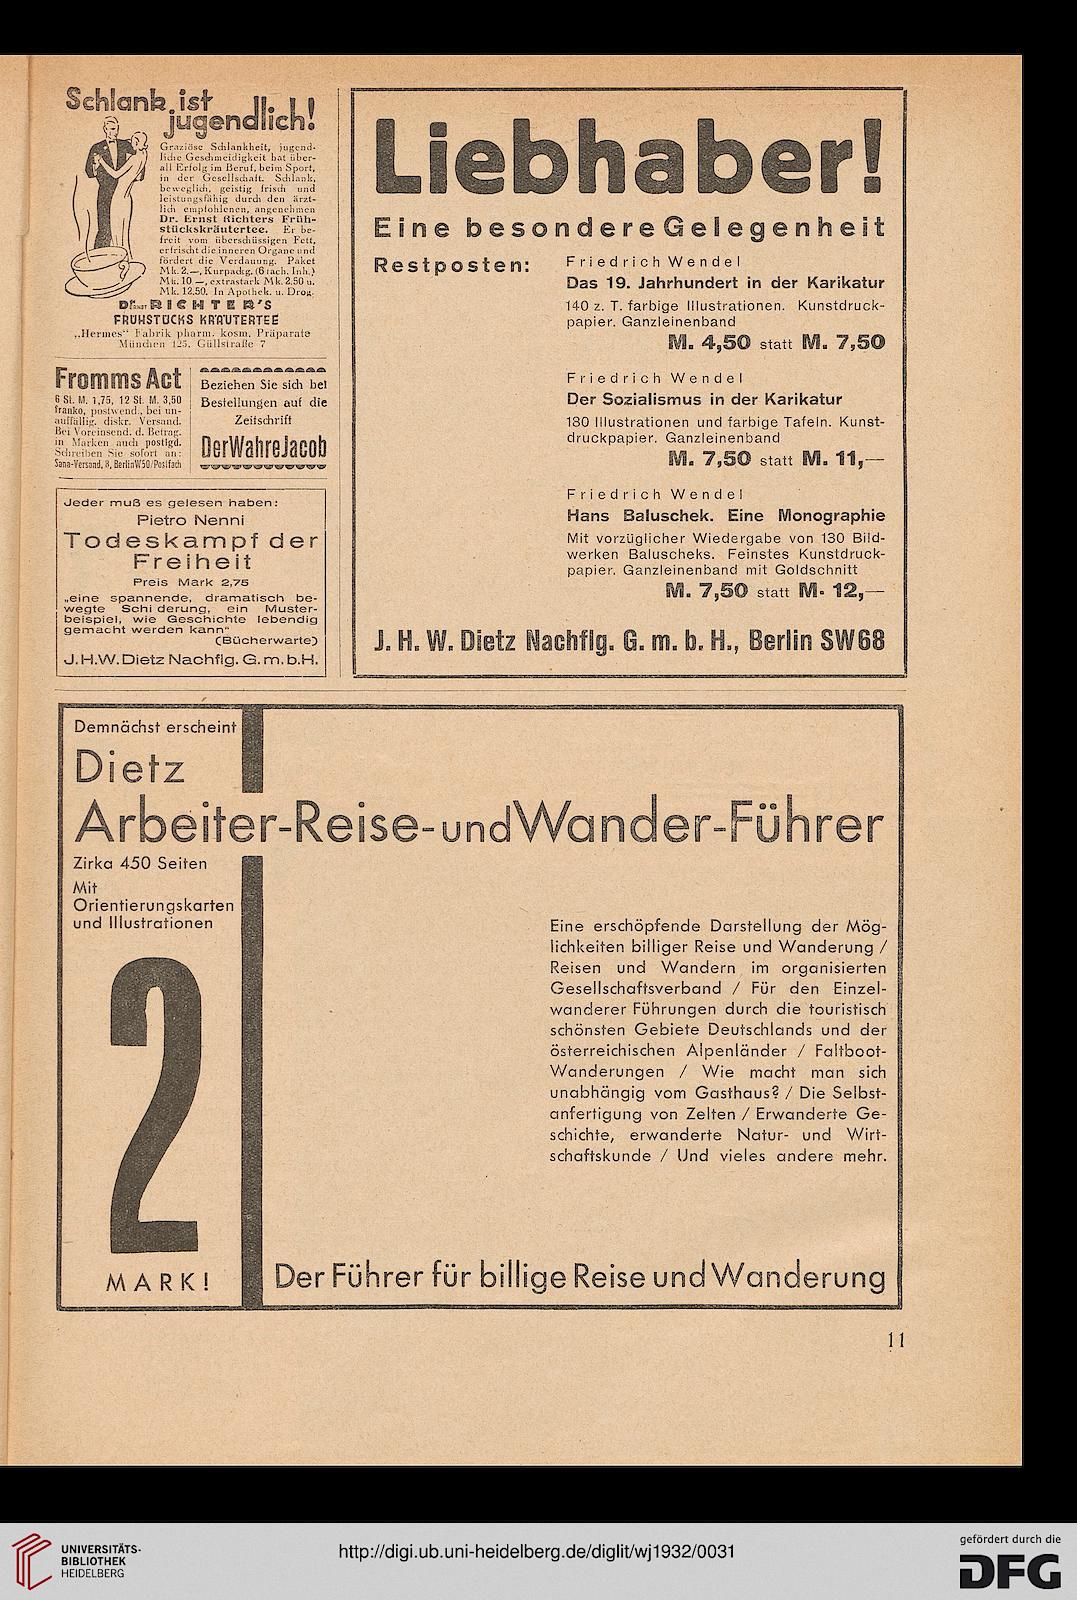 Schlank ist
jugendlich!
Graziöse Schlankheit, jugend-
liche Geschmeidigkeit hat über-
all Erfolg im Beruf, beim Sport,
in der Gesellschaft. Schlank,
beweglich, geistig frisch und
leistungsfähig durch den ärzt-
lich empfohlenen, angenehmen
Dr. Ernst Richters Früh-
stückskräutertee. Er be-
freit vom überschüssigen Fett,
erfrischt die inneren Organe und
fördert die Verdauung. Paket
Mk. 2.—, Kurpackg. (6 fach. Inh.)
Mk. 10.—, extrastark Mk. 2.50 u.
Mk. 12.50. In Apothek. u. Drog.
DR. ERNST RICHTER'S
FRÜHSTÜCKS KRÄUTERTEE
„Hermes“ Fabrik pharm. kosm. Präparate
München 125, Güllstraße 7
Fromms Act
6 St. M. 1,75, 12 St. M. 3,50
franko, postwend., bei un-
auffällig. diskr. Versand.
Bei Voreinsend. d. Betrag.
in Marken auch postlgd.
Schreiben Sie sofort an:
Sana-Versand, 8, Berlin W50/Postfach
Beziehen Sie sich bei
Bestellungen auf die
Zeitschrift
Der Wahre Jacob
Jeder muß es gelesen haben:
Pietro Nenni
Todeskampf der
Freiheit
Preis Mark 2,75
„eine spannende, dramatisch be-
wegte Schi derung, ein Muster-
beispiel, wie Geschichte lebendig
gemacht werden kann“
(Bücherwarte)
J.H.W. Dietz Nachflg. G.m.b.H.
Liebhaber!
Eine besondere Gelegenheit
Restposten:
Friedrich Wendel
Das 19. Jahrhundert in der Karikatur
140 z. T. farbige Illustrationen. Kunstdruck-
papier. Ganzleinenband
M. 4,50 statt M. 7,50
Friedrich Wendel
Der Sozialismus in der Karikatur
180 Illustrationen und farbige Tafeln. Kunst-
druckpapier. Ganzleinenband
M. 7,50 statt M. 11,—
Friedrich Wendel
Hans Baluschek. Eine Monographie
Mit vorzüglicher Wiedergabe von 130 Bild-
werken Baluscheks. Feinstes Kunstdruck-
papier. Ganzleinenband mit Goldschnitt
M. 7,50 statt M. 12,—
J. H. W. Dietz Nachflg. G. m. b. H., Berlin SW68
Demnächst erscheint
Dietz
Arbeiter-Reise- und Wander-Führer
Zirka 450 Seiten
Mit
Orientierungskarten
und Illustrationen
2
MARK!
Eine erschöpfende Darstellung der Mög-
lichkeiten billiger Reise und Wanderung /
Reisen und Wandern im organisierten
Gesellschaftsverband / Für den Einzel-
wanderer Führungen durch die touristisch
schönsten Gebiete Deutschlands und der
österreichischen Alpenländer / Faltboot-
Wanderungen / Wie macht man sich
unabhängig vom Gasthaus? / Die Selbst-
anfertigung von Zelten / Erwanderte Ge-
schichte, erwanderte Natur- und Wirt-
schaftskunde / Und vieles andere mehr.
Der Führer für billige Reise und Wanderung
11
UNIVERSITÄTS-
BIBLIOTHEK
HEIDELBERG
http://digi.ub.uni-heidelberg.de/diglit/wj1932/0031
gefördert durch die
DFG